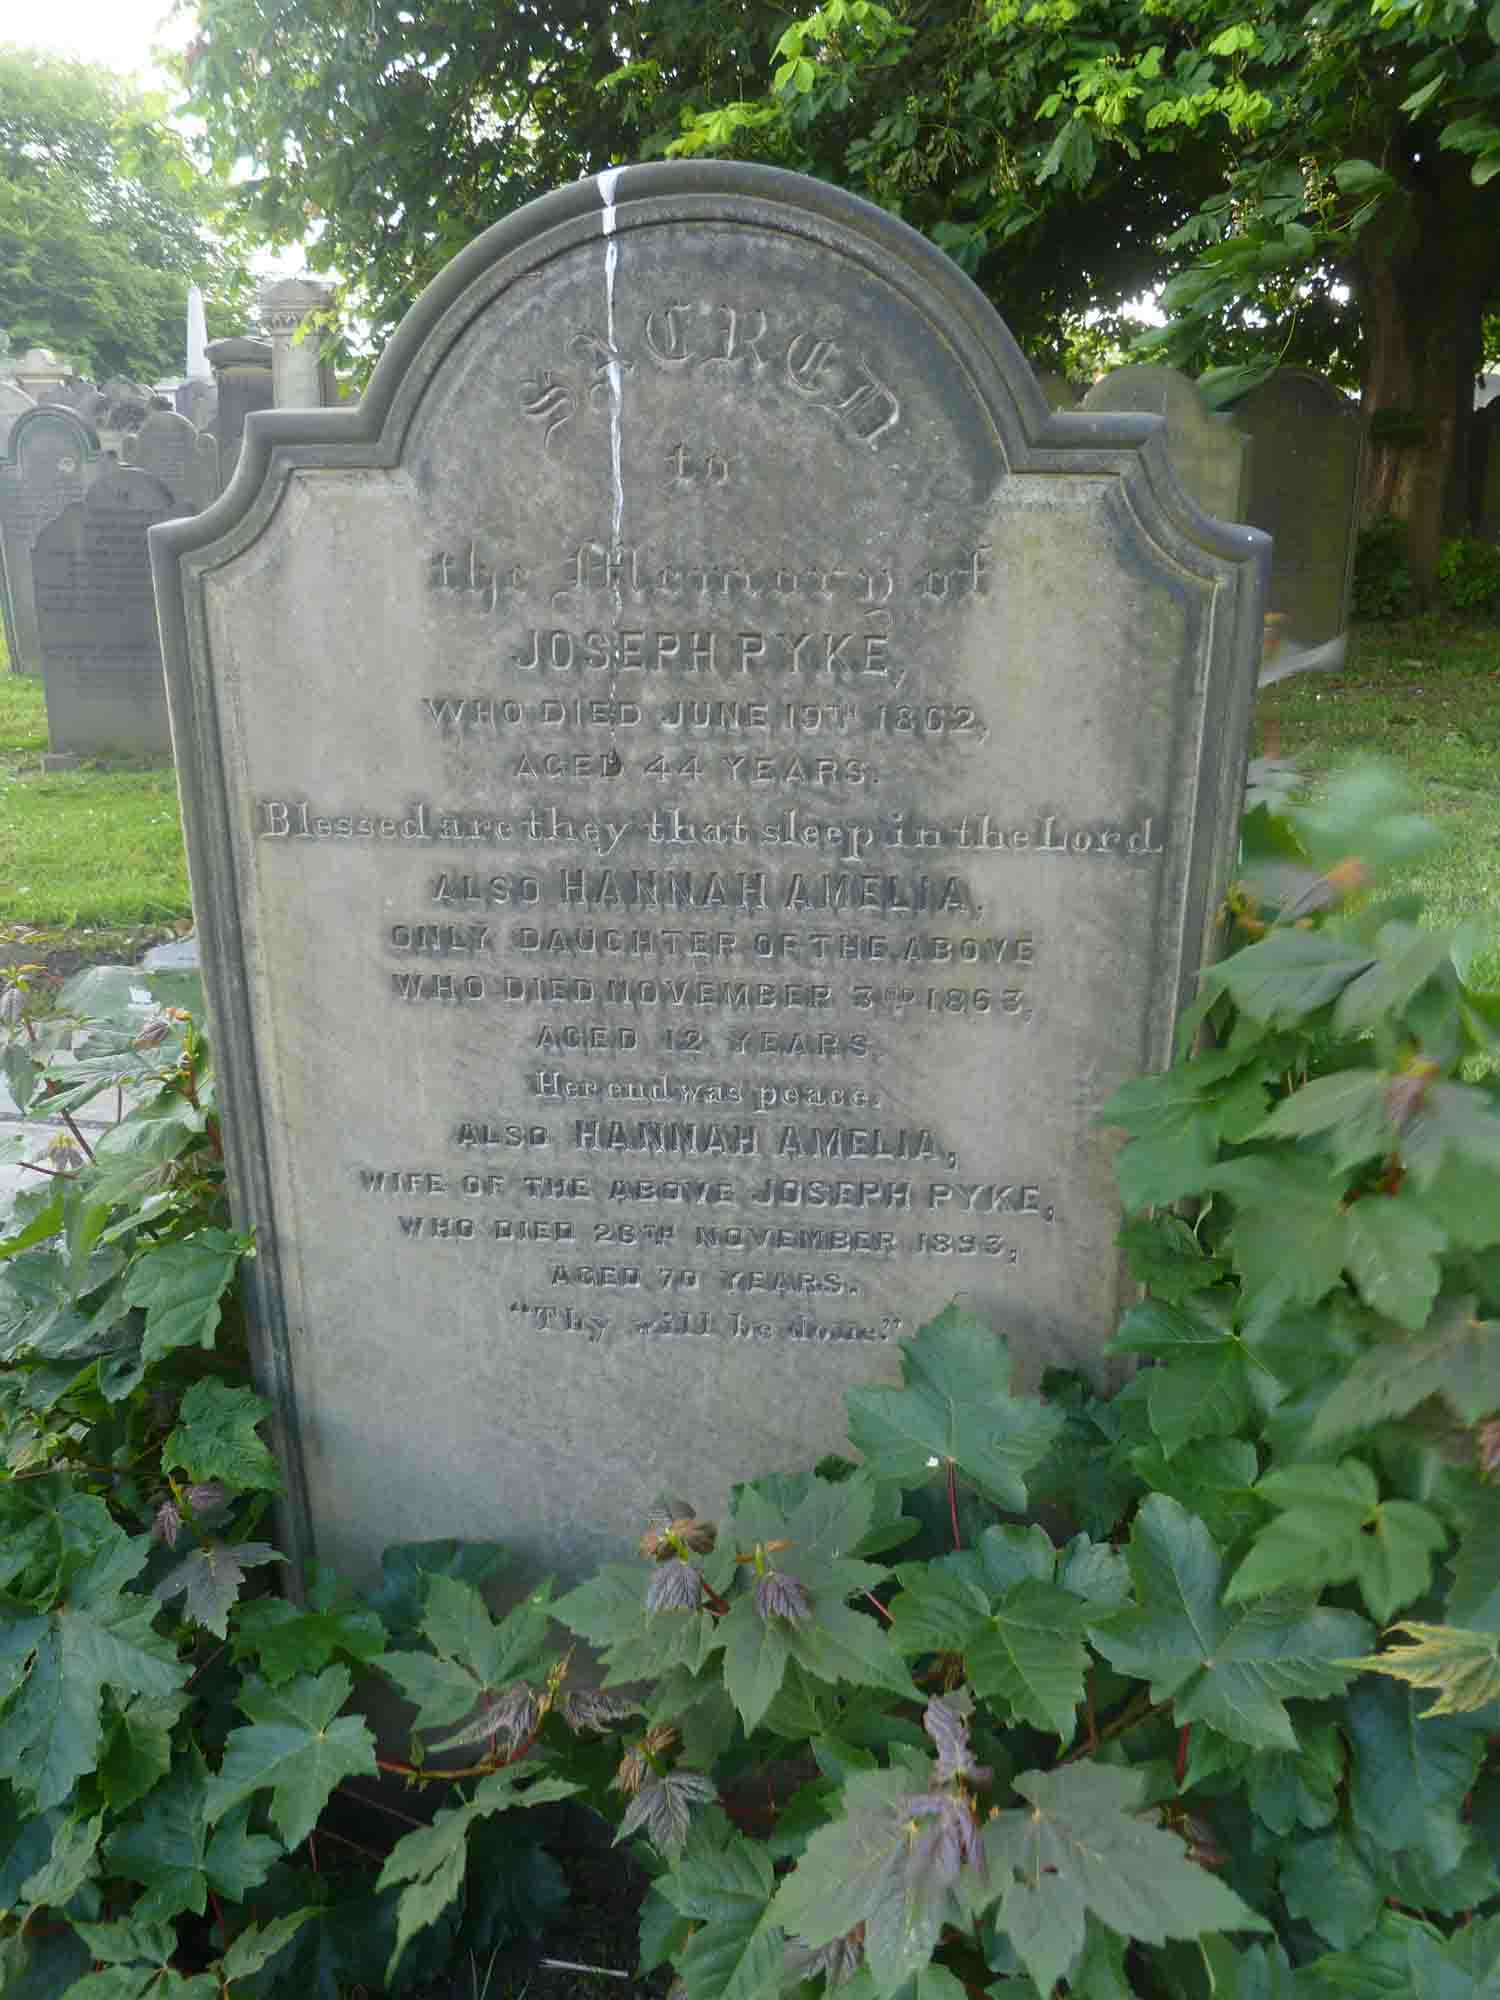 SACRED
to
the Memory of
JOSEPH PYKE,
WHO DIED JUNE 19TH 1862,
AGED 44 YEARS.
Blessed are they that sleep in the Lord.
ALSO HANNAH AMELIA,
ONLY DAUGHTER OF THE ABOVE
WHO DIED NOVEMBER 3RD 1863,
AGED 12 YEARS.
Her end was peace.
ALSO HANNAH AMELIA,
WIFE OF THE ABOVE JOSEPH PYKE,
WHO DIED 26TH NOVEMBER 1893,
AGED 70 YEARS.
"Thy will be done."